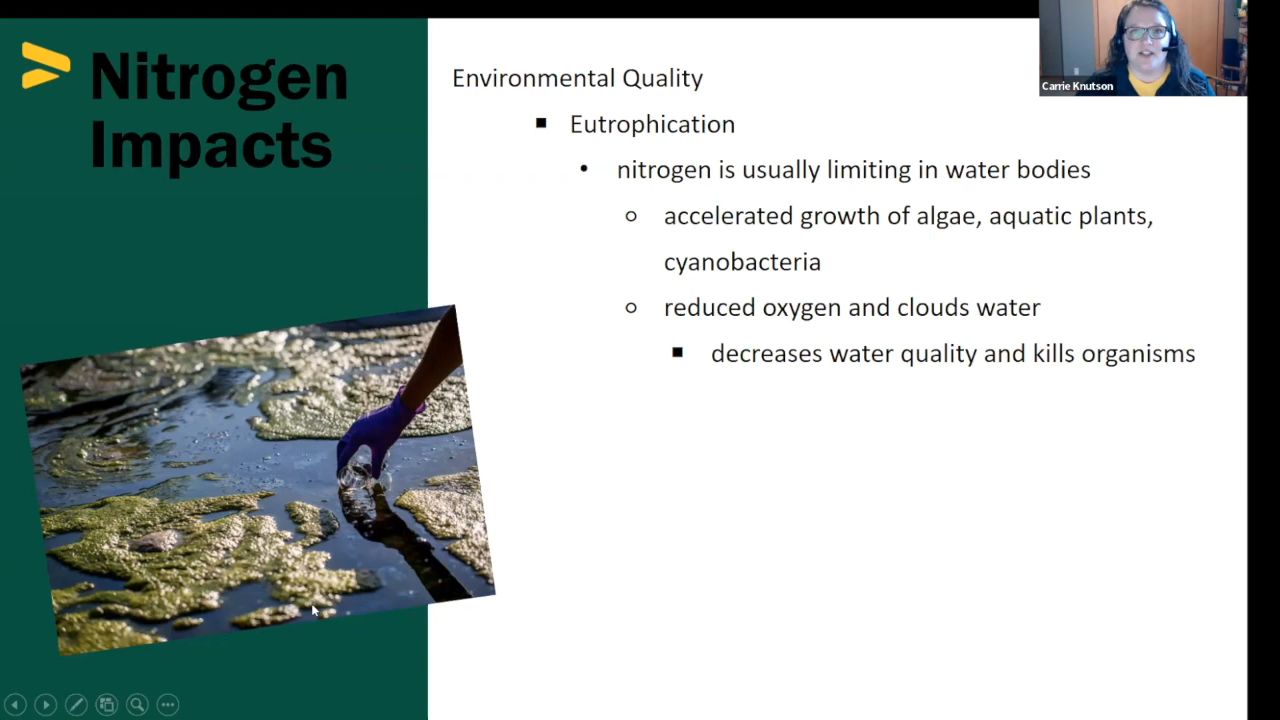 Nitrogen
Impacts
Environmental Quality
Eutrophication
nitrogen is usually limiting in water bodies
accelerated growth of algae, aquatic plants,
cyanobacteria
reduced oxygen and clouds water
decreases water quality and kills organisms
Carrie Knutson